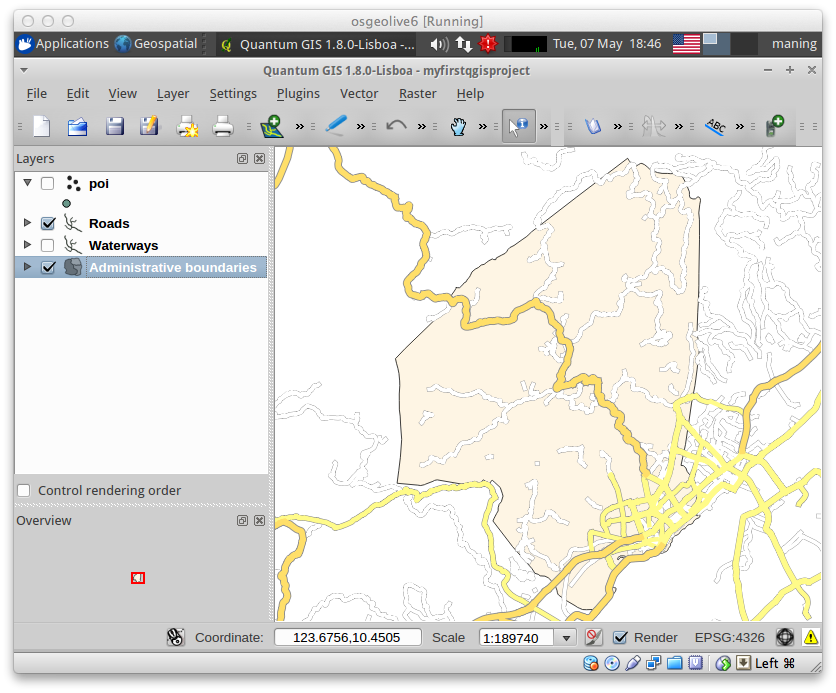 osgeolive6 [Running]
Applications Geospatial Quantum GIS 1.8.0-Lisboa -... Tue, 07 May 18:46 maning
Quantum GIS 1.8.0-Lisboa - myfirstqgisproject
File Edit View Layer Settings Plugins Vector Raster Help
ABC
Layers
poi
Roads
Waterways
Administrative boundaries
Control rendering order
Overview
Coordinate: 123.6756,10.4505 Scale 1:189740 Render EPSG:4326
Left ⌘